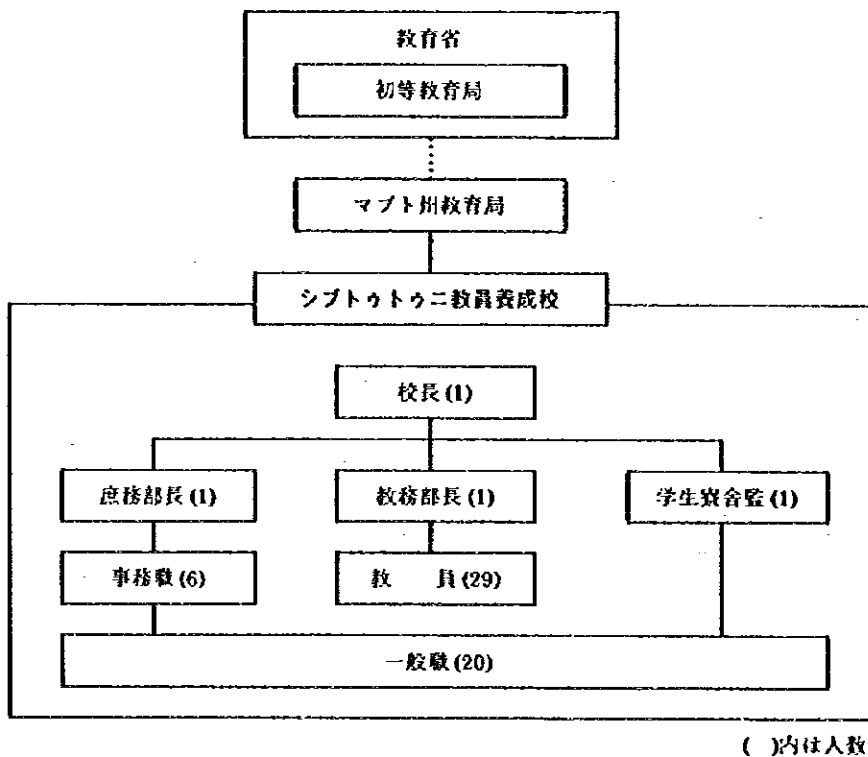 教育省
初等教育局
マプト州教育局
シブトゥトゥニ教員養成校
校長(1)
庶務部長(1) 教務部長(1) 学生寮舎監(1)
事務職(6) 教　員(29)
一般職(20)
( )内は人数